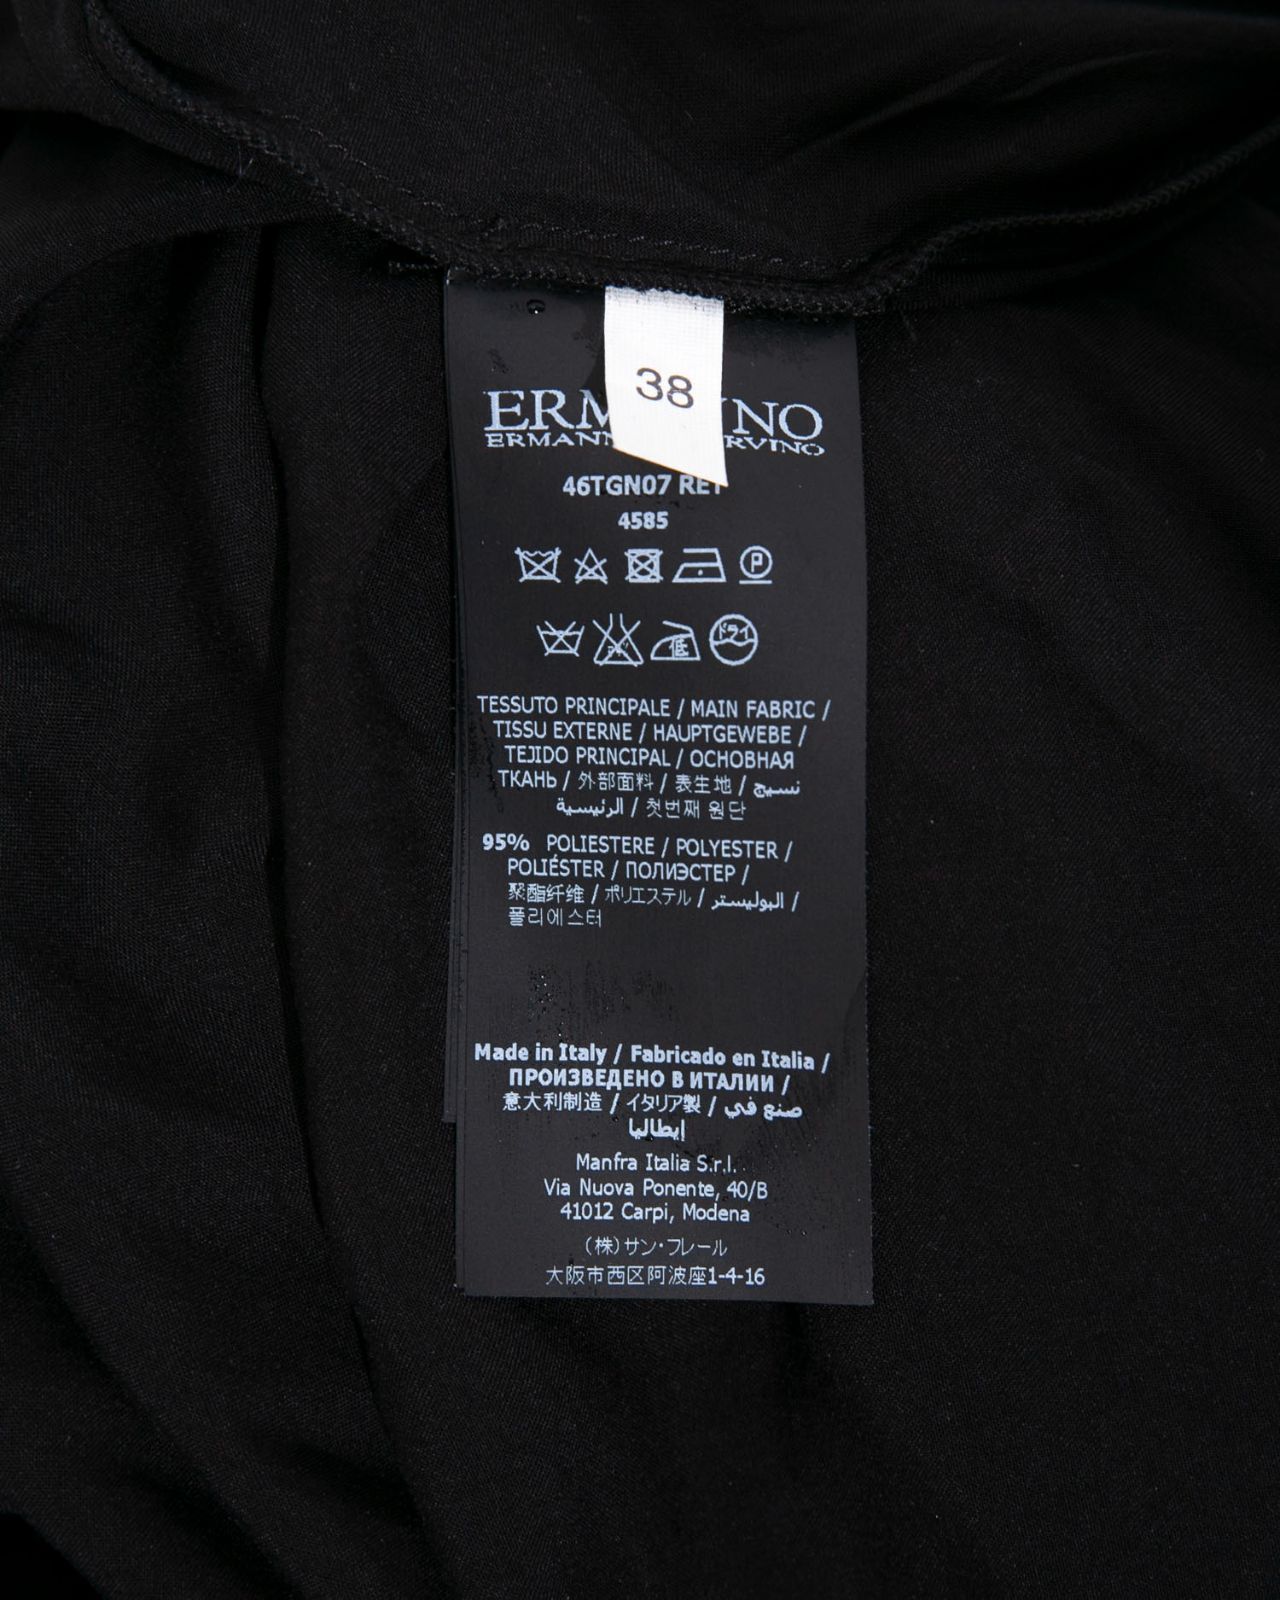 38
ERM INO
ERMANN RVINO
46TGN07 RET
4585
P
ドライ
低
TESSUTO PRINCIPALE / MAIN FABRIC /
TISSU EXTERNE / HAUPTGEWEBE /
TEJIDO PRINCIPAL / ОСНОВНАЯ
ТКАНЬ / 外部面料 / 表生地 / نسيج
الرئيسية / 첫번째 원단
95% POLIESTERE / POLYESTER /
POLIÉSTER / ПОЛИЭСТЕР /
聚酯纤维 / ポリエステル / البوليستر /
폴리에스터
Made in Italy / Fabricado en Italia /
ПРОИЗВЕДЕНО В ИТАЛИИ /
意大利制造 / イタリア製 / صنع في
إيطاليا
Manfra Italia S.r.l.
Via Nuova Ponente, 40/B
41012 Carpi, Modena
(株)サン・フレール
大阪市西区阿波座1-4-16